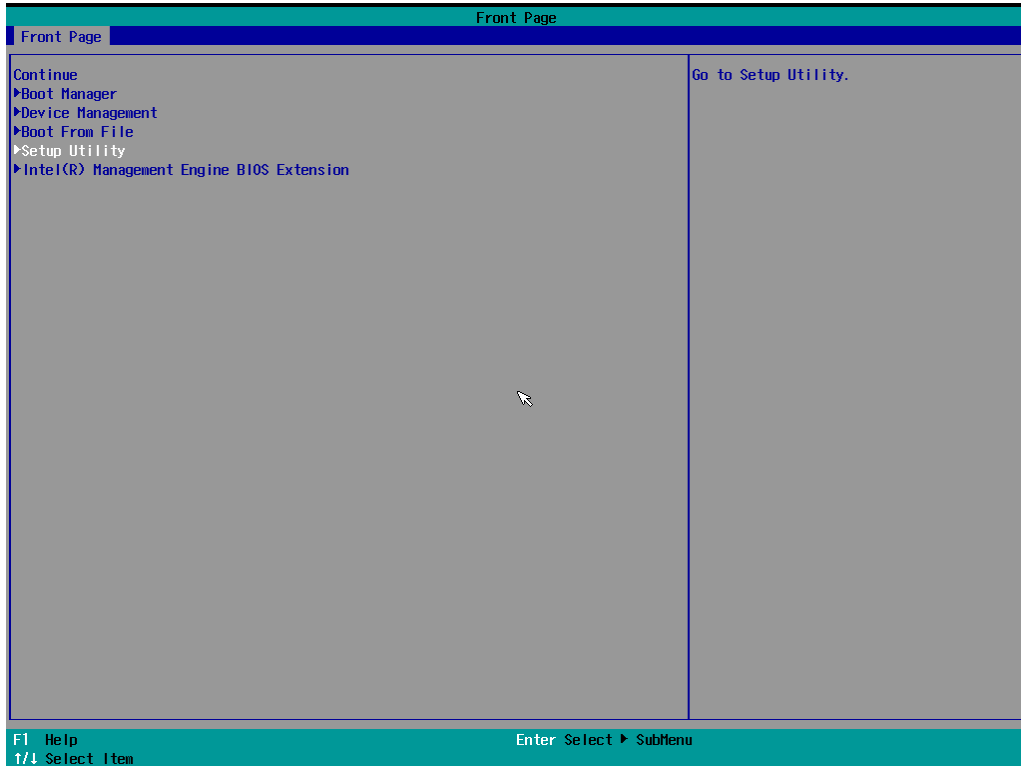 Front Page
Front Page
Continue
Boot Manager
Device Management
Boot From File
Setup Utility
Intel(R) Management Engine BIOS Extension
Go to Setup Utility.
F1 Help
Enter Select ▶ SubMenu
↑/↓ Select Item